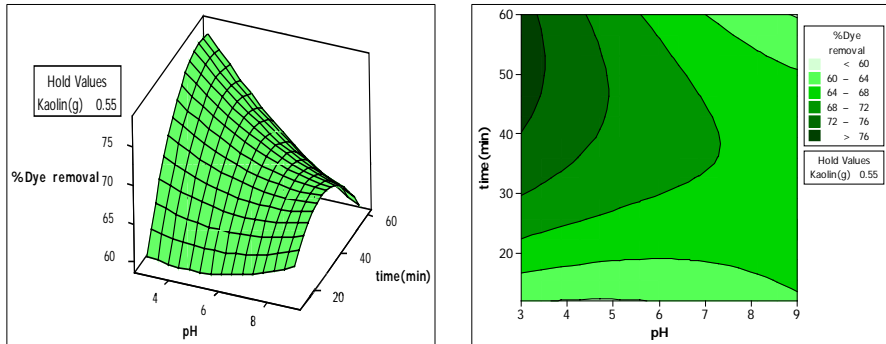 Hold Values
Kaolin(g) 0.55
75
70
65
60
%Dye removal
4
6
8
pH
20
40
60
time(min)
60
50
40
30
20
time(min)
3
4
5
6
7
8
9
pH
%Dye
removal
< 60
60 – 64
64 – 68
68 – 72
72 – 76
> 76
Hold Values
Kaolin(g) 0.55